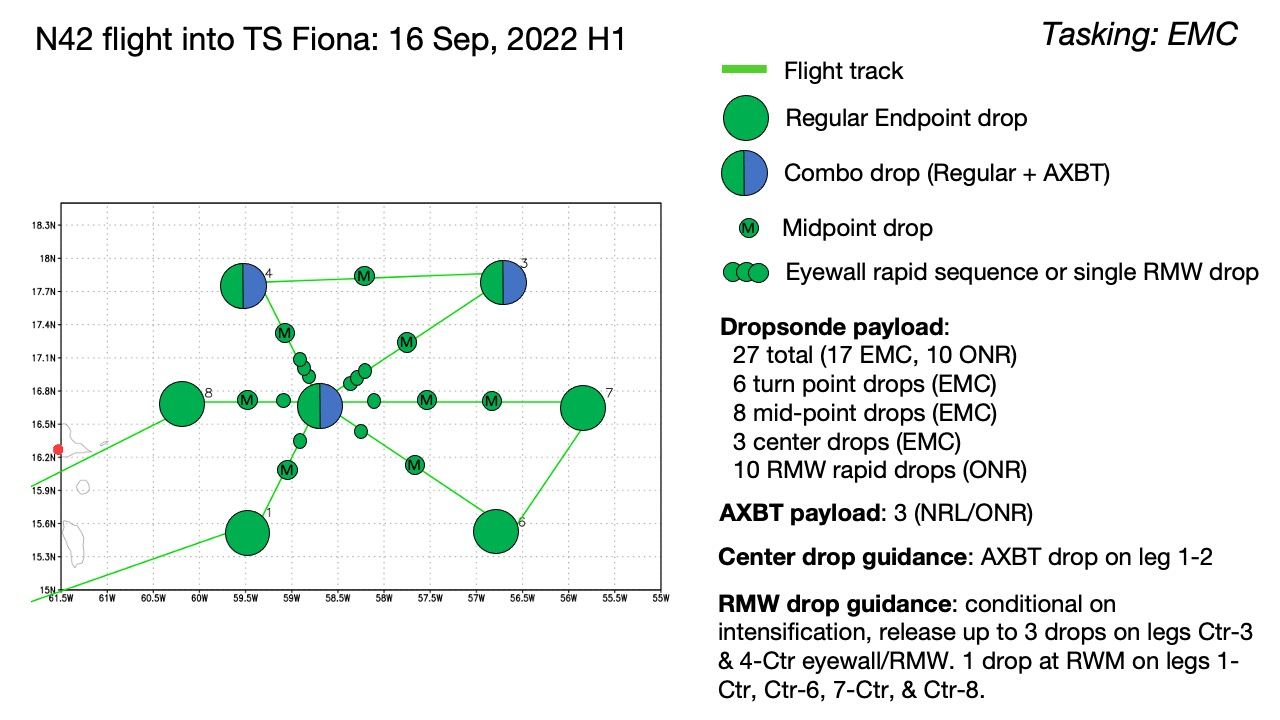 N42 flight into TS Fiona: 16 Sep, 2022 H1
Tasking: EMC
Flight track
Regular Endpoint drop
Combo drop (Regular + AXBT)
M Midpoint drop
Eyewall rapid sequence or single RMW drop
Dropsonde payload:
27 total (17 EMC, 10 ONR)
6 turn point drops (EMC)
8 mid-point drops (EMC)
3 center drops (EMC)
10 RMW rapid drops (ONR)
AXBT payload: 3 (NRL/ONR)
Center drop guidance: AXBT drop on leg 1-2
RMW drop guidance: conditional on
intensification, release up to 3 drops on legs Ctr-3
& 4-Ctr eyewall/RMW. 1 drop at RWM on legs 1-
Ctr, Ctr-6, 7-Ctr, & Ctr-8.
18.3N
18N
17.7N
17.4N
17.1N
16.8N
16.5N
16.2N
15.9N
15.6N
15.3N
15N
61.5W 61W 60.5W 60W 59.5W 59W 58.5W 58W 57.5W 57W 56.5W 56W 55.5W 55W
4 M 3
M M
8 M M M 7
M M
1 6